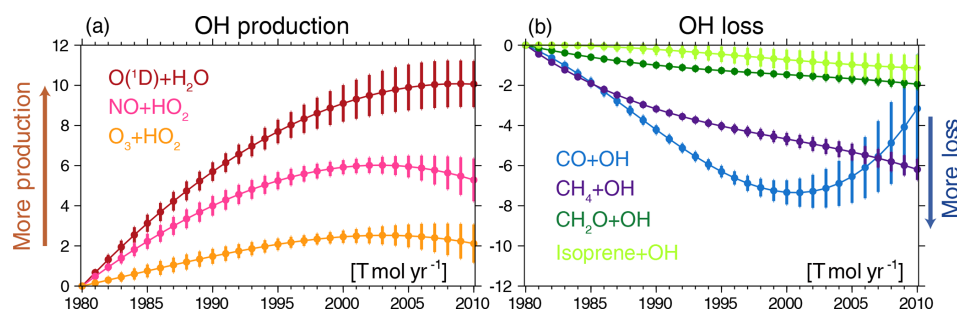 (a) OH production
12
10
8
6
4
2
0
More production
O(¹D)+H₂O
NO+HO₂
O₃+HO₂
[Tmol yr⁻¹]
1980 1985 1990 1995 2000 2005 2010
(b) OH loss
0
-2
-4
-6
-8
-10
-12
CO+OH
CH₄+OH
CH₂O+OH
Isoprene+OH
[Tmol yr⁻¹]
More loss
1980 1985 1990 1995 2000 2005 2010